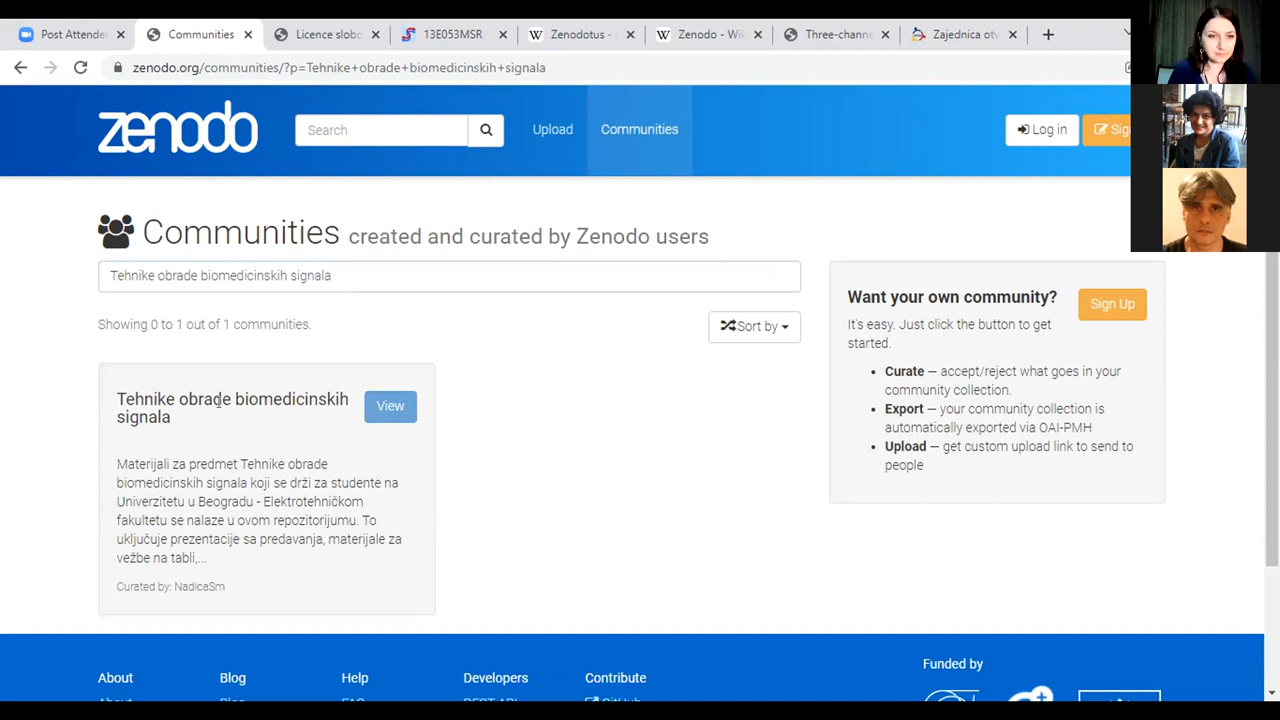 Post Attende
Communities
Licence slobo
13E053MSR
Zenodotus -
Zenodo - Wik
Three-channe
Zajednica otv
zenodo.org/communities/?p=Tehnike+obrade+biomedicinskih+signala
zenodo
Search
Upload
Communities
Log in
Sig
Communities created and curated by Zenodo users
Tehnike obrade biomedicinskih signala
Showing 0 to 1 out of 1 communities.
Sort by
Tehnike obrade biomedicinskih
signala
View
Materijali za predmet Tehnike obrade
biomedicinskih signala koji se drži za studente na
Univerzitetu u Beogradu - Elektrotehničkom
fakultetu se nalaze u ovom repozitorijumu. To
uključuje prezentacije sa predavanja, materijale za
vežbe na tabli,...
Curated by: NadicaSm
Want your own community?
Sign Up
It's easy. Just click the button to get
started.
Curate — accept/reject what goes in your
community collection.
Export — your community collection is
automatically exported via OAI-PMH
Upload — get custom upload link to send to
people
About
Blog
Help
Developers
Contribute
Funded by